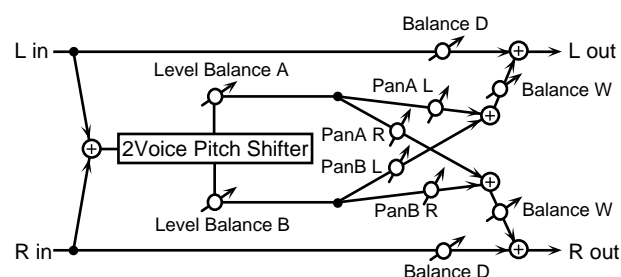 Balance D
L in
L out
Level Balance A
PanA L
Balance W
PanA R
2Voice Pitch Shifter
PanB L
PanB R
Level Balance B
Balance W
R in
R out
Balance D